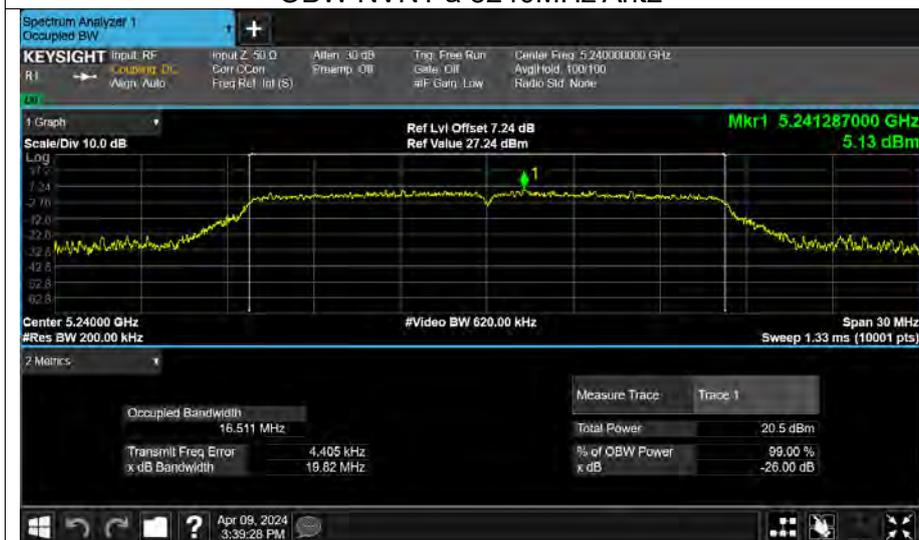 Spectrum Analyzer 1
Occupied BW
KEYSIGHT Input: RF
Coupling: DC
Align: Auto
Input Z: 50 Ω
Corr CCorr
Freq Ref: Int (S)
Atten: 30 dB
Preamp: Off
Trig: Free Run
Gate: Off
#IF Gain: Low
Center Freq: 5.240000000 GHz
Avg|Hold: 100/100
Radio Std: None
1 Graph
Scale/Div 10.0 dB
Ref Lvl Offset 7.24 dB
Ref Value 27.24 dBm
Mkr1 5.241287000 GHz
5.13 dBm
Log
17.2
7.24
-2.76
-12.8
-22.8
-32.8
-42.8
-52.8
-62.8
1
Center 5.24000 GHz
#Res BW 200.00 kHz
#Video BW 620.00 kHz
Span 30 MHz
Sweep 1.33 ms (10001 pts)
2 Metrics
Measure Trace Trace 1
Occupied Bandwidth
16.511 MHz
Total Power 20.5 dBm
Transmit Freq Error 4.405 kHz
% of OBW Power 99.00 %
x dB Bandwidth 19.82 MHz
x dB -26.00 dB
Apr 09, 2024
3:39:28 PM